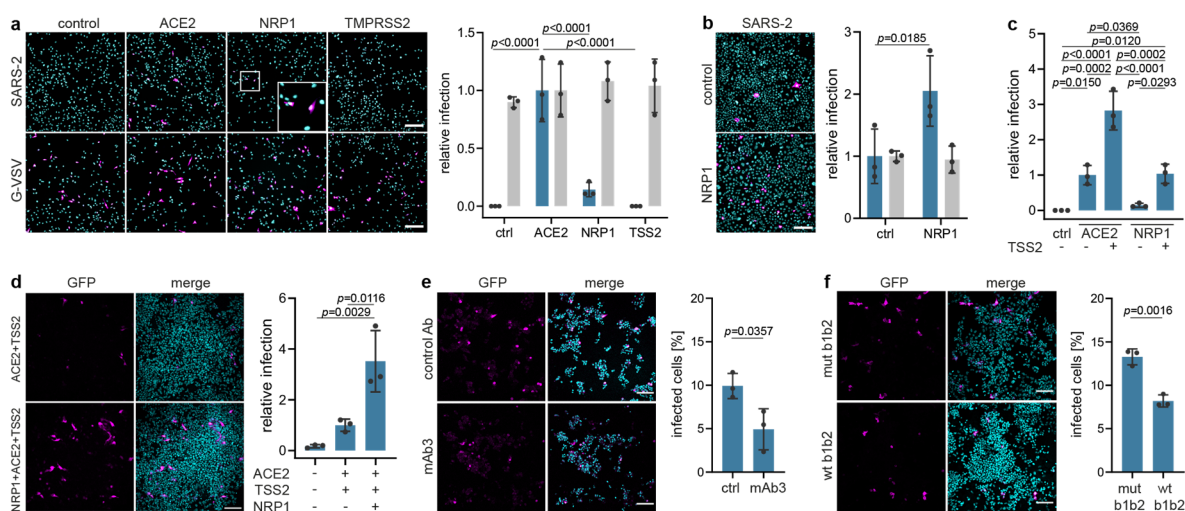 a
control
ACE2
NRP1
TMPRSS2
SARS-2
G-VSV
relative infection
p<0.0001
p<0.0001
p<0.0001
1.5
1.0
0.5
0.0
ctrl
ACE2
NRP1
TSS2
b
SARS-2
control
NRP1
relative infection
p=0.0185
3
2
1
0
ctrl
NRP1
c
p=0.0369
p=0.0120
p<0.0001 p=0.0002
p=0.0002 p<0.0001
p=0.0150 p=0.0293
relative infection
5
4
3
2
1
0
ctrl ACE2 NRP1
TSS2 - - + - +
d
GFP
merge
ACE2+TSS2
NRP1+ACE2+TSS2
relative infection
p=0.0116
p=0.0029
6
4
2
0
ACE2 - + +
TSS2 - + +
NRP1 - - +
e
GFP
merge
control Ab
mAb3
infected cells [%]
p=0.0357
20
15
10
5
0
ctrl mAb3
f
GFP
merge
mut b1b2
wt b1b2
infected cells [%]
p=0.0016
20
15
10
5
0
mut wt
b1b2 b1b2